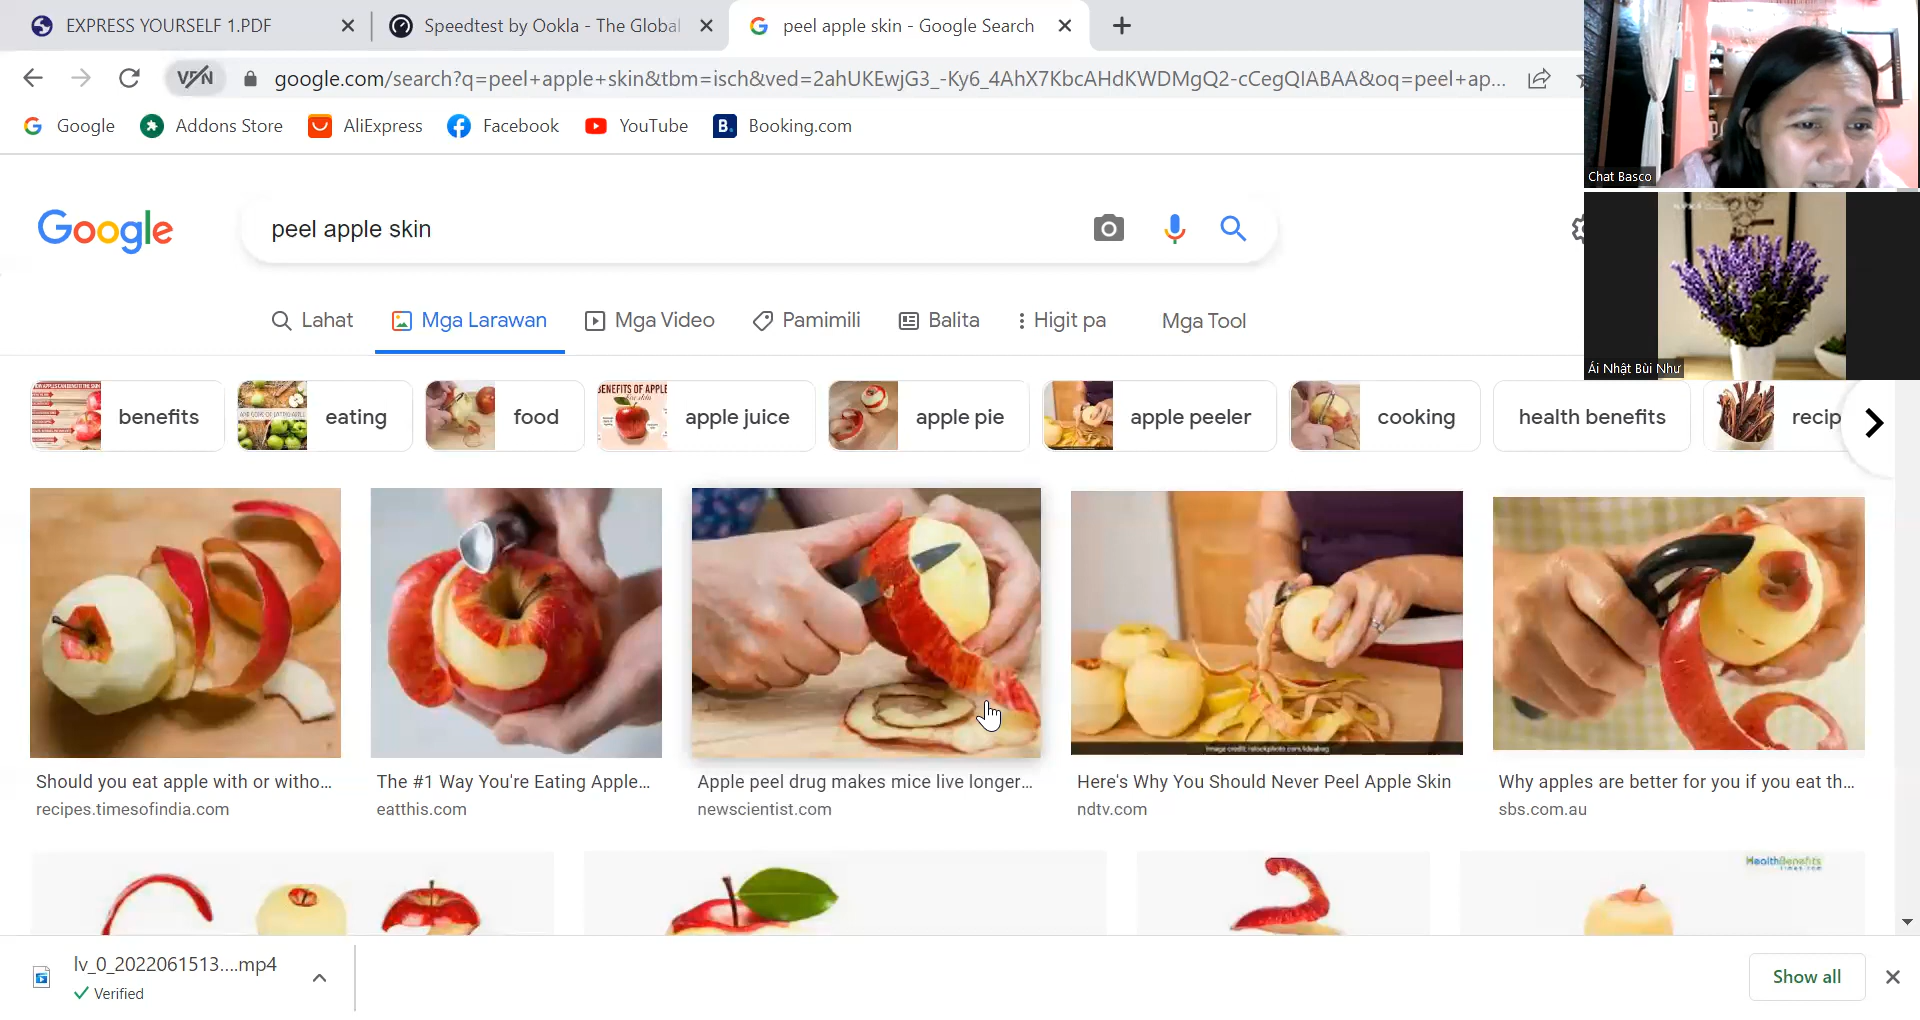 EXPRESS YOURSELF 1.PDF
Speedtest by Ookla - The Global
peel apple skin - Google Search
VPN
google.com/search?q=peel+apple+skin&tbm=isch&ved=2ahUKEwjG3_-Ky6_4AhX7KbcAHdKWDMgQ2-cCegQIABAA&oq=peel+ap...
Google
Addons Store
AliExpress
Facebook
YouTube
B.
Booking.com
Chat Basco
Ái Nhật Bùi Như
Google
peel apple skin
Lahat
Mga Larawan
Mga Video
Pamimili
Balita
Higit pa
Mga Tool
benefits
eating
food
BENEFITS OF APPLE
apple juice
apple pie
apple peeler
cooking
health benefits
recip
Should you eat apple with or witho...
recipes.timesofindia.com
The #1 Way You're Eating Apple...
eatthis.com
Apple peel drug makes mice live longer...
newscientist.com
Here's Why You Should Never Peel Apple Skin
ndtv.com
Why apples are better for you if you eat th...
sbs.com.au
HealthBenefits
lv_0_2022061513....mp4
Verified
Show all